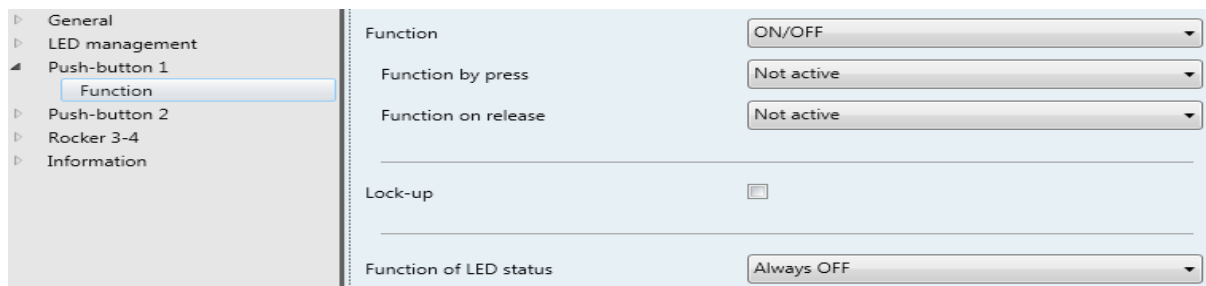 General
LED management
Push-button 1
Function
Push-button 2
Rocker 3-4
Information
Function ON/OFF
Function by press Not active
Function on release Not active
Lock-up
Function of LED status Always OFF